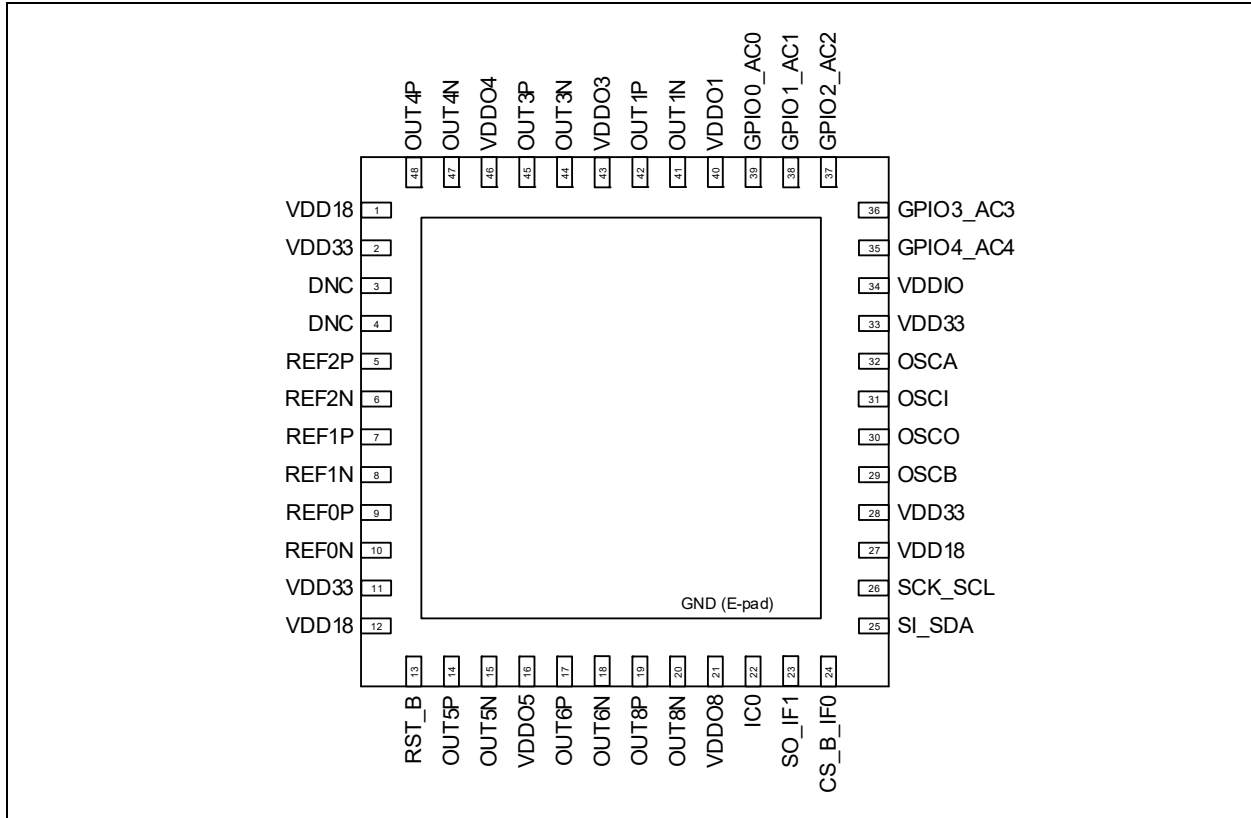 OUT4P
OUT4N
VDDO4
OUT3P
OUT3N
VDDO3
OUT1P
OUT1N
VDDO1
GPIO0_AC0
GPIO1_AC1
GPIO2_AC2
48
47
46
45
44
43
42
41
40
39
38
37
VDD18 1
VDD33 2
DNC 3
DNC 4
REF2P 5
REF2N 6
REF1P 7
REF1N 8
REF0P 9
REF0N 10
VDD33 11
VDD18 12
36 GPIO3_AC3
35 GPIO4_AC4
34 VDDIO
33 VDD33
32 OSCA
31 OSCI
30 OSCO
29 OSCB
28 VDD33
27 VDD18
26 SCK_SCL
25 SI_SDA
GND (E-pad)
13
14
15
16
17
18
19
20
21
22
23
24
RST_B
OUT5P
OUT5N
VDDO5
OUT6P
OUT6N
OUT8P
OUT8N
VDDO8
IC0
SO_IF1
CS_B_IF0